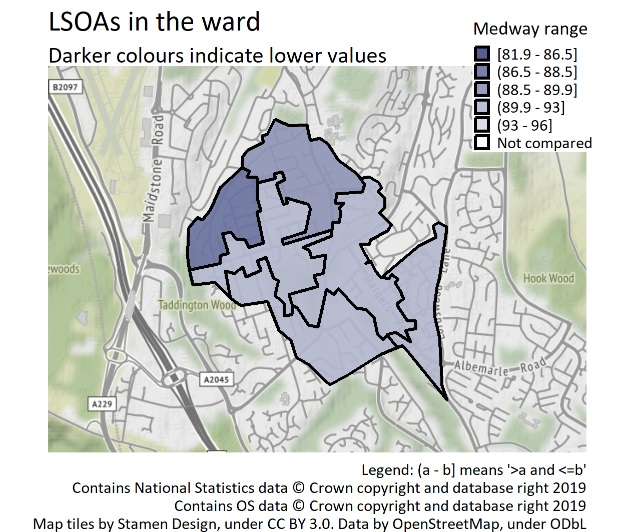 LSOAs in the ward
Darker colours indicate lower values
Medway range
[81.9 - 86.5]
(86.5 - 88.5]
(88.5 - 89.9]
(89.9 - 93]
(93 - 96]
Not compared
B2097
Maidstone Road
ewoods
Taddington Wood
Lane
Hook Wood
Albemarle Road
A2045
A229
Legend: (a - b] means '>a and <=b'
Contains National Statistics data © Crown copyright and database right 2019
Contains OS data © Crown copyright and database right 2019
Map tiles by Stamen Design, under CC BY 3.0. Data by OpenStreetMap, under ODbL